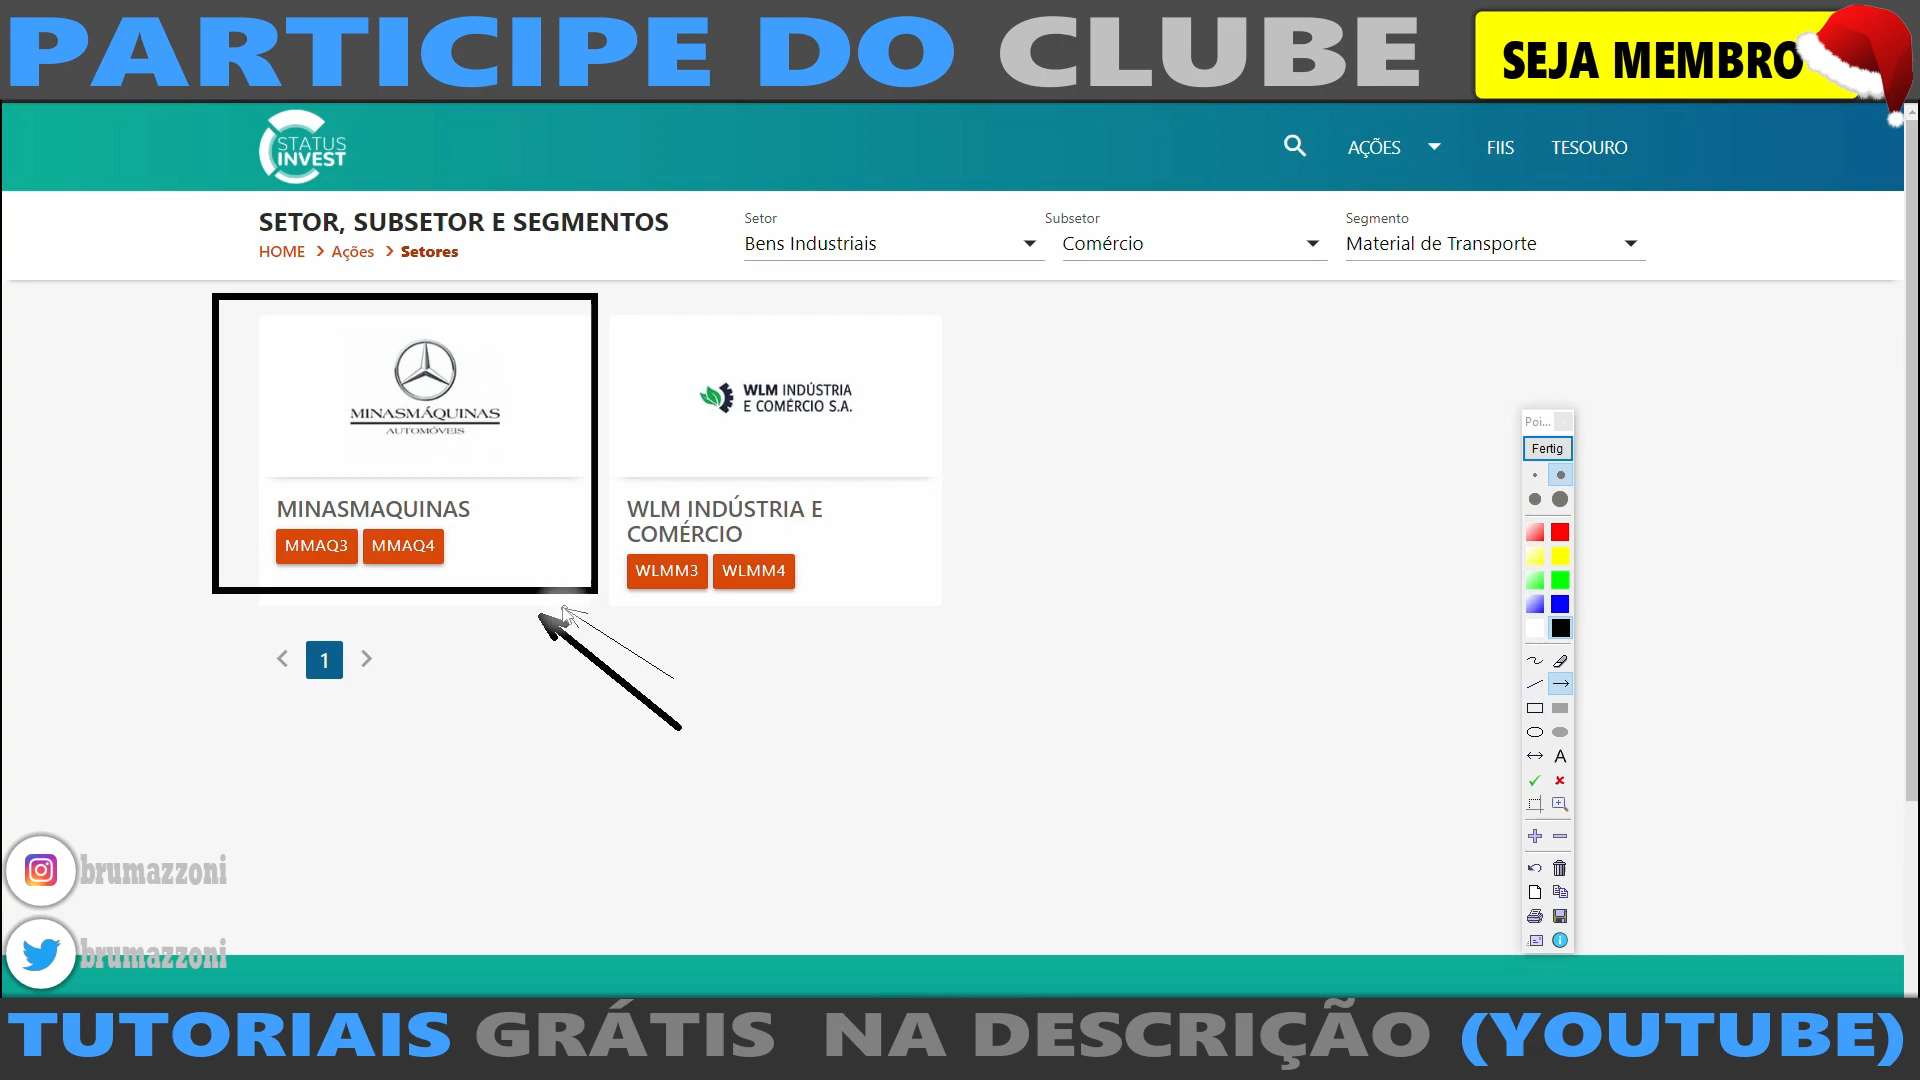 PARTICIPE DO CLUBE
SEJA MEMBRO
STATUS
INVEST
AÇÕES
FIIS
TESOURO
SETOR, SUBSETOR E SEGMENTOS
HOME
Ações
Setores
Setor
Bens Industriais
Subsetor
Comércio
Segmento
Material de Transporte
MINASMÁQUINAS
AUTOMÓVEIS
MINASMAQUINAS
MMAQ3
MMAQ4
WLM INDÚSTRIA
E COMÉRCIO S.A.
WLM INDÚSTRIA E
COMÉRCIO
WLMM3
WLMM4
1
Poi...
Fertig
A
brumazzoni
brumazzoni
TUTORIAIS GRÁTIS NA DESCRIÇÃO (YOUTUBE)